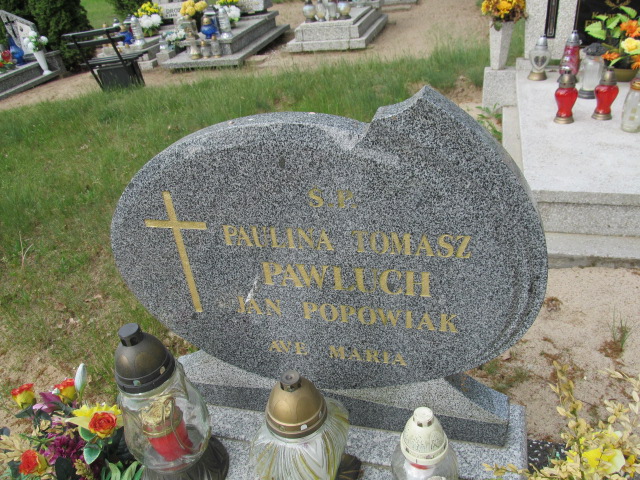 Ś.P.
PAULINA TOMASZ
PAWLUCH
JAN POPOWIAK
AVE MARIA